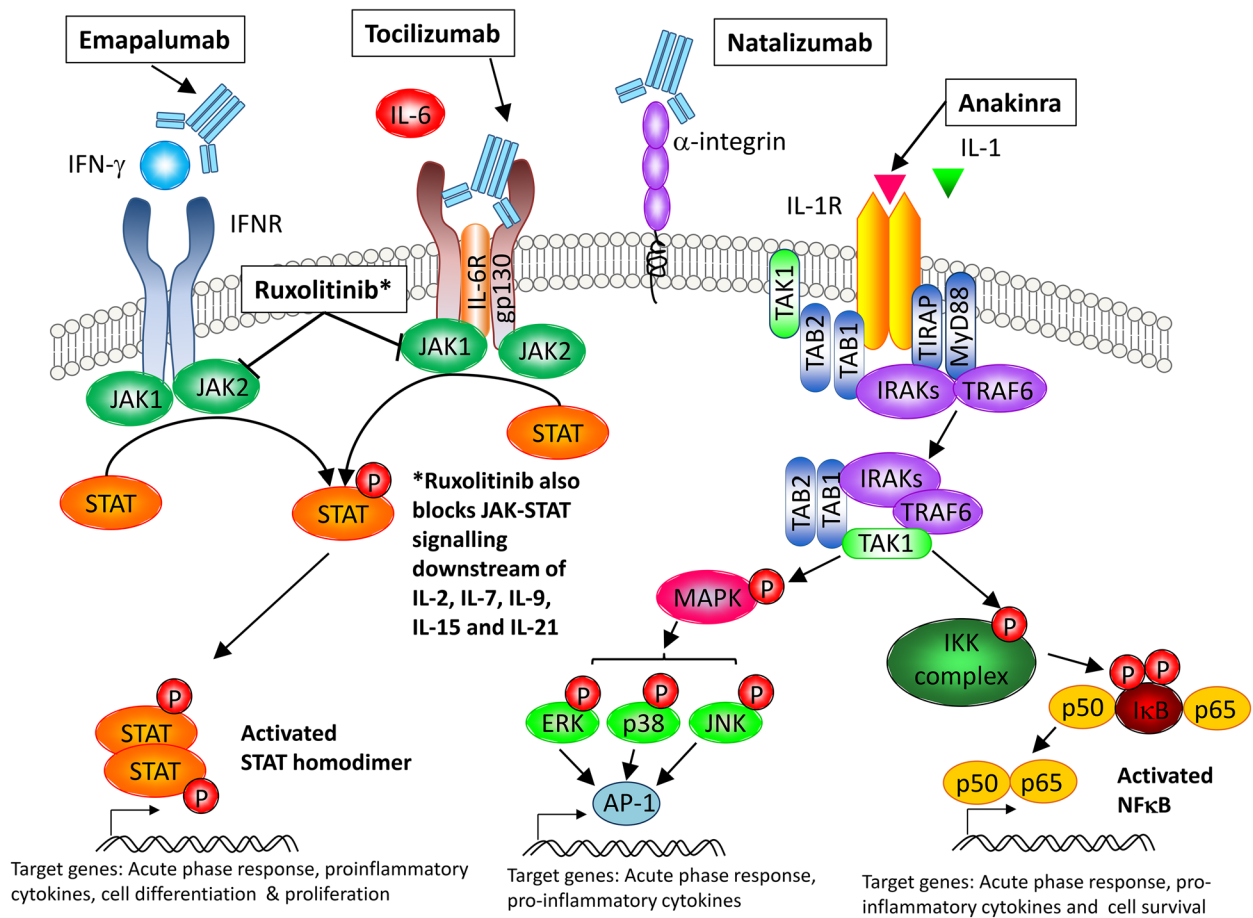 Emapalumab
Tocilizumab
Natalizumab
Anakinra
IL-6
IFN-γ
α-integrin
IL-1
IL-1R
IFNR
Ruxolitinib*
IL-6R
gp130
TAK1
TAB2
TAB1
TIRAP
MyD88
JAK1
JAK2
JAK1
JAK2
IRAKs
TRAF6
STAT
STAT
STAT
P
*Ruxolitinib also
blocks JAK-STAT
signalling
downstream of
IL-2, IL-7, IL-9,
IL-15 and IL-21
TAB2
TAB1
IRAKs
TRAF6
TAK1
MAPK
P
P
IKK
complex
P
P
p50
IκB
p65
P
ERK
P
p38
P
JNK
P
STAT
STAT
P
Activated
STAT homodimer
AP-1
p50
p65
Activated
NFκB
Target genes: Acute phase response, proinflammatory
cytokines, cell differentiation & proliferation
Target genes: Acute phase response,
pro-inflammatory cytokines
Target genes: Acute phase response, pro-
inflammatory cytokines and cell survival